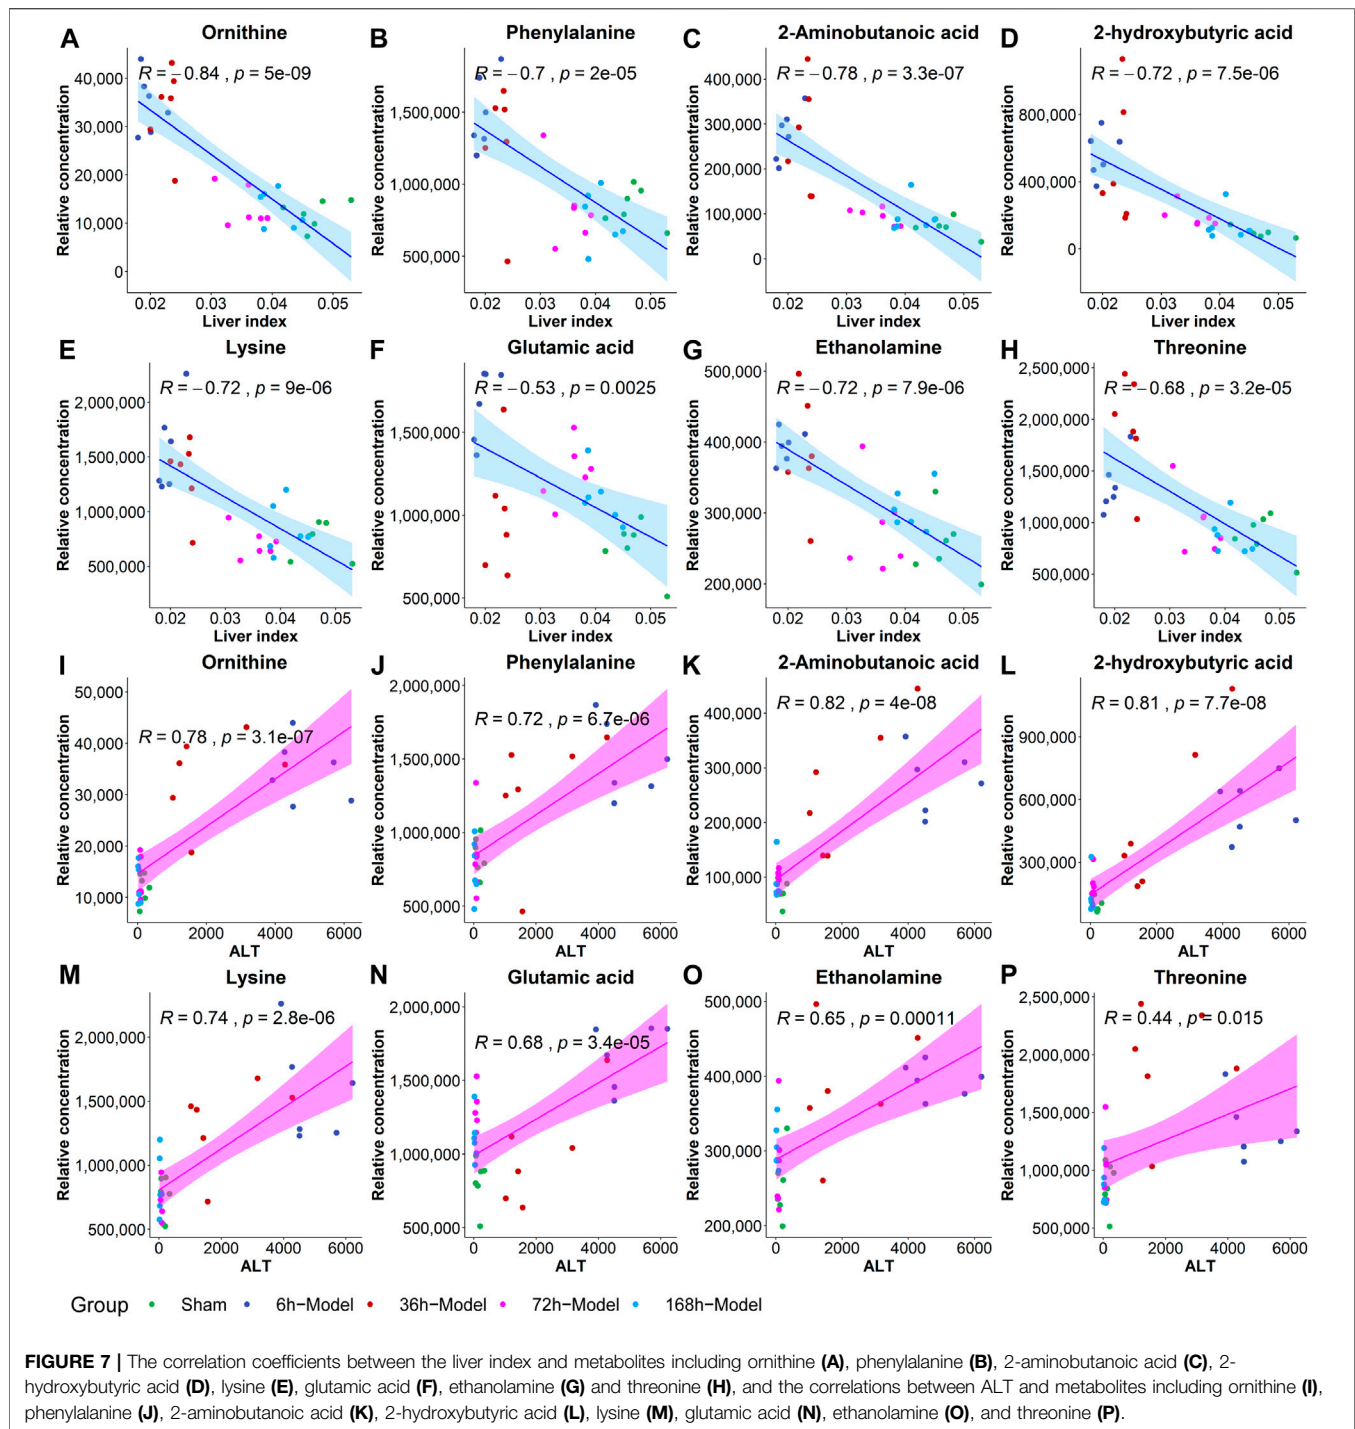 A Ornithine B Phenylalanine C 2-Aminobutanoic acid D 2-hydroxybutyric acid
R = −0.84 , p = 5e-09
R = −0.7 , p = 2e-05
R = −0.78 , p = 3.3e-07
R = −0.72 , p = 7.5e-06
Relative concentration
40,000
30,000
20,000
10,000
0
Relative concentration
1,500,000
1,000,000
500,000
Relative concentration
400,000
300,000
200,000
100,000
0
Relative concentration
800,000
400,000
0
0.02 0.03 0.04 0.05
0.02 0.03 0.04 0.05
0.02 0.03 0.04 0.05
0.02 0.03 0.04 0.05
Liver index Liver index Liver index Liver index
E Lysine F Glutamic acid G Ethanolamine H Threonine
R = −0.72 , p = 9e-06
R = −0.53 , p = 0.0025
R = −0.72 , p = 7.9e-06
R = −0.68 , p = 3.2e-05
Relative concentration
2,000,000
1,500,000
1,000,000
500,000
Relative concentration
1,500,000
1,000,000
500,000
Relative concentration
500,000
400,000
300,000
200,000
Relative concentration
2,500,000
2,000,000
1,500,000
1,000,000
500,000
0.02 0.03 0.04 0.05
0.02 0.03 0.04 0.05
0.02 0.03 0.04 0.05
0.02 0.03 0.04 0.05
Liver index Liver index Liver index Liver index
I Ornithine J Phenylalanine K 2-Aminobutanoic acid L 2-hydroxybutyric acid
R = 0.78 , p = 3.1e-07
R = 0.72 , p = 6.7e-06
R = 0.82 , p = 4e-08
R = 0.81 , p = 7.7e-08
Relative concentration
50,000
40,000
30,000
20,000
10,000
Relative concentration
2,000,000
1,500,000
1,000,000
500,000
Relative concentration
400,000
300,000
200,000
100,000
Relative concentration
900,000
600,000
300,000
0 2000 4000 6000
0 2000 4000 6000
0 2000 4000 6000
0 2000 4000 6000
ALT ALT ALT ALT
M Lysine N Glutamic acid O Ethanolamine P Threonine
R = 0.74 , p = 2.8e-06
R = 0.68 , p = 3.4e-05
R = 0.65 , p = 0.00011
R = 0.44 , p = 0.015
Relative concentration
2,000,000
1,500,000
1,000,000
500,000
Relative concentration
2,000,000
1,500,000
1,000,000
500,000
Relative concentration
500,000
400,000
300,000
200,000
Relative concentration
2,500,000
2,000,000
1,500,000
1,000,000
500,000
0 2000 4000 6000
0 2000 4000 6000
0 2000 4000 6000
0 2000 4000 6000
ALT ALT ALT ALT
Group Sham 6h−Model 36h−Model 72h−Model 168h−Model
FIGURE 7 | The correlation coefficients between the liver index and metabolites including ornithine (A), phenylalanine (B), 2-aminobutanoic acid (C), 2-
hydroxybutyric acid (D), lysine (E), glutamic acid (F), ethanolamine (G) and threonine (H), and the correlations between ALT and metabolites including ornithine (I),
phenylalanine (J), 2-aminobutanoic acid (K), 2-hydroxybutyric acid (L), lysine (M), glutamic acid (N), ethanolamine (O), and threonine (P).